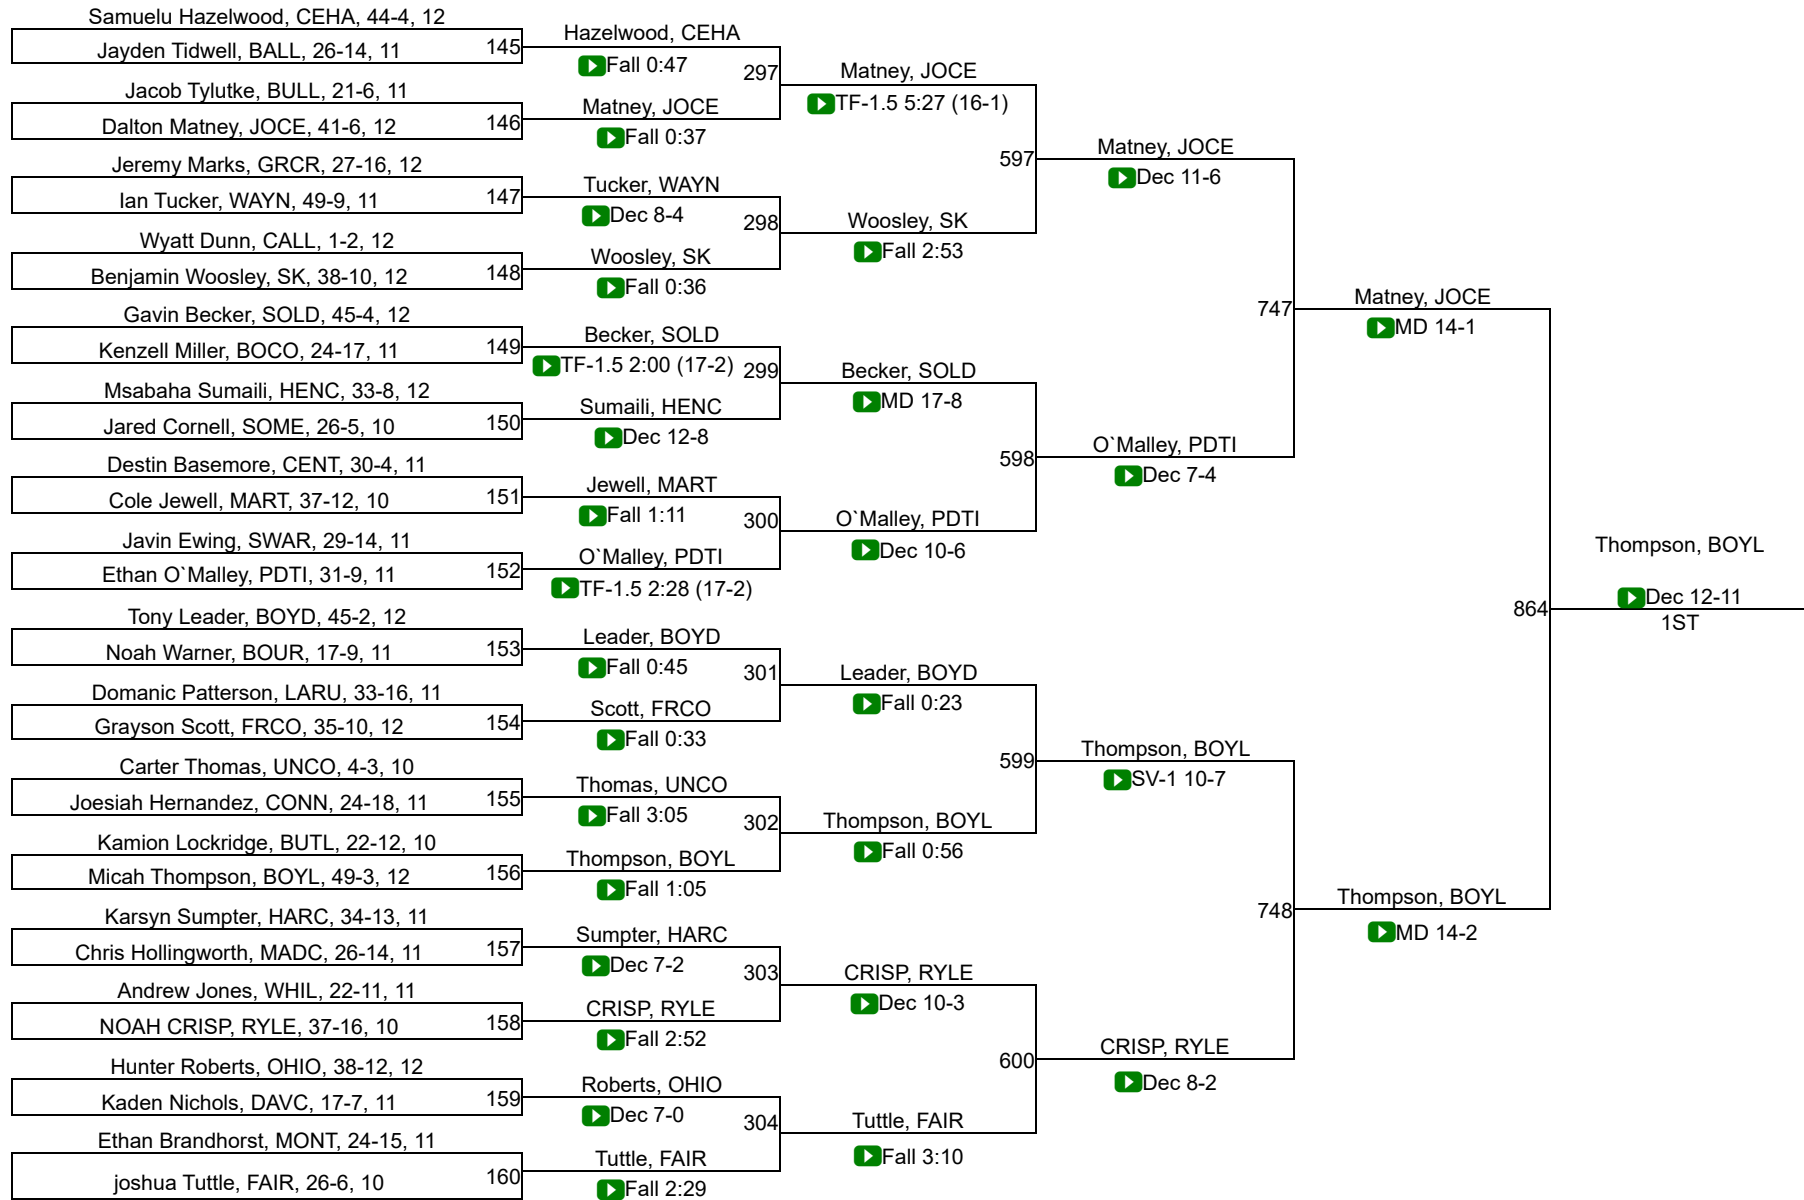 Samuelu Hazelwood, CEHA, 44-4, 12
Jayden Tidwell, BALL, 26-14, 11
145
Jacob Tylutke, BULL, 21-6, 11
Dalton Matney, JOCE, 41-6, 12
146
Jeremy Marks, GRCR, 27-16, 12
Ian Tucker, WAYN, 49-9, 11
147
Wyatt Dunn, CALL, 1-2, 12
Benjamin Woosley, SK, 38-10, 12
148
Gavin Becker, SOLD, 45-4, 12
Kenzell Miller, BOCO, 24-17, 11
149
Msabaha Sumaili, HENC, 33-8, 12
Jared Cornell, SOME, 26-5, 10
150
Destin Basemore, CENT, 30-4, 11
Cole Jewell, MART, 37-12, 10
151
Javin Ewing, SWAR, 29-14, 11
Ethan O`Malley, PDTI, 31-9, 11
152
Tony Leader, BOYD, 45-2, 12
Noah Warner, BOUR, 17-9, 11
153
Domanic Patterson, LARU, 33-16, 11
Grayson Scott, FRCO, 35-10, 12
154
Carter Thomas, UNCO, 4-3, 10
Joesiah Hernandez, CONN, 24-18, 11
155
Kamion Lockridge, BUTL, 22-12, 10
Micah Thompson, BOYL, 49-3, 12
156
Karsyn Sumpter, HARC, 34-13, 11
Chris Hollingworth, MADC, 26-14, 11
157
Andrew Jones, WHIL, 22-11, 11
NOAH CRISP, RYLE, 37-16, 10
158
Hunter Roberts, OHIO, 38-12, 12
Kaden Nichols, DAVC, 17-7, 11
159
Ethan Brandhorst, MONT, 24-15, 11
joshua Tuttle, FAIR, 26-6, 10
160
Hazelwood, CEHA
Fall 0:47
297
Matney, JOCE
Fall 0:37
Tucker, WAYN
Dec 8-4
298
Woosley, SK
Fall 0:36
Becker, SOLD
TF-1.5 2:00 (17-2)
299
Sumaili, HENC
Dec 12-8
Jewell, MART
Fall 1:11
300
O`Malley, PDTI
TF-1.5 2:28 (17-2)
Leader, BOYD
Fall 0:45
301
Scott, FRCO
Fall 0:33
Thomas, UNCO
Fall 3:05
302
Thompson, BOYL
Fall 1:05
Sumpter, HARC
Dec 7-2
303
CRISP, RYLE
Fall 2:52
Roberts, OHIO
Dec 7-0
304
Tuttle, FAIR
Fall 2:29
Matney, JOCE
TF-1.5 5:27 (16-1)
597
Woosley, SK
Fall 2:53
Becker, SOLD
MD 17-8
598
O`Malley, PDTI
Dec 10-6
Leader, BOYD
Fall 0:23
599
Thompson, BOYL
Fall 0:56
CRISP, RYLE
Dec 10-3
600
Tuttle, FAIR
Fall 3:10
Matney, JOCE
Dec 11-6
747
O`Malley, PDTI
Dec 7-4
Thompson, BOYL
SV-1 10-7
748
CRISP, RYLE
Dec 8-2
Matney, JOCE
MD 14-1
864
Thompson, BOYL
MD 14-2
Thompson, BOYL
Dec 12-11
1ST